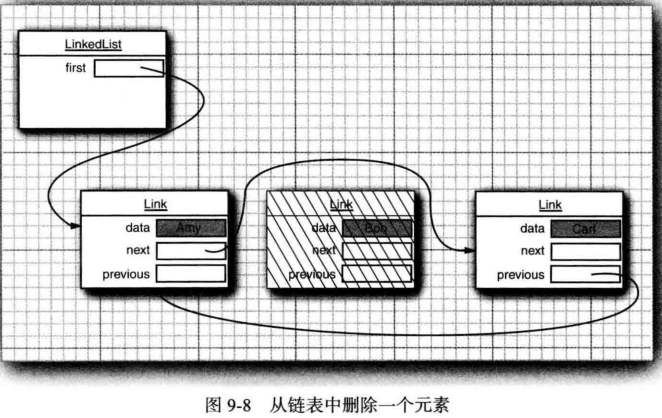 LinkedList
first
Link
data Amy
next
previous
Link
data Bob
next
previous
Link
data Carl
next
previous
图 9-8 从链表中删除一个元素